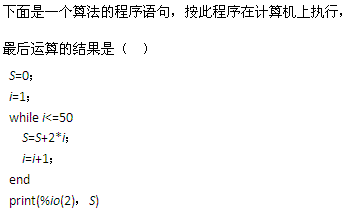 下面是一个算法的程序语句，按此程序在计算机上执行，
最后运算的结果是（　）
S=0；
i=1；
while i<=50
S=S+2*i；
i=i+1；
end
print(%io(2)，S)